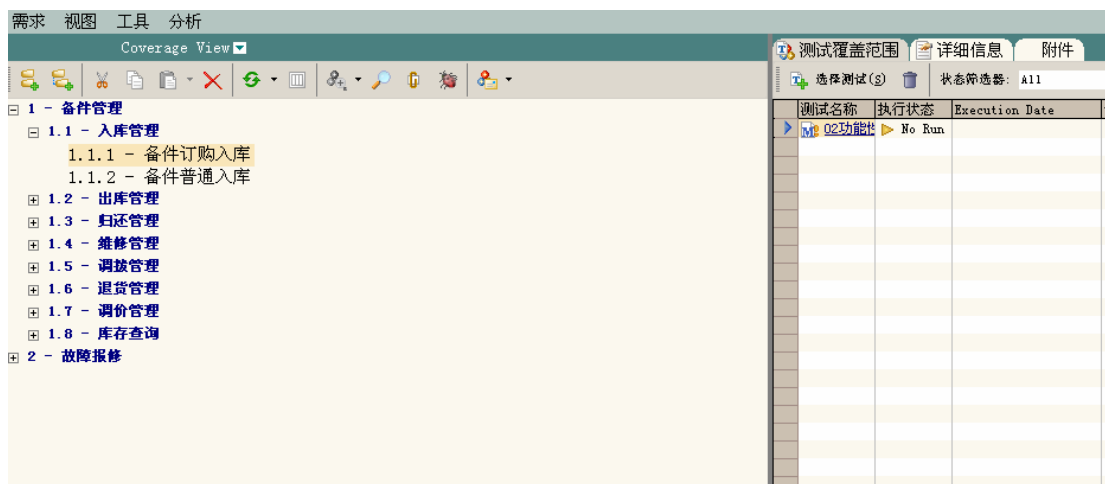 需求 视图 工具 分析
Coverage View
测试覆盖范围 详细信息 附件
选择测试(S) 状态筛选器: All
测试名称 执行状态 Execution Date
02功能性 No Run
1 - 备件管理
1.1 - 入库管理
1.1.1 - 备件订购入库
1.1.2 - 备件普通入库
1.2 - 出库管理
1.3 - 归还管理
1.4 - 维修管理
1.5 - 调拨管理
1.6 - 退货管理
1.7 - 调价管理
1.8 - 库存查询
2 - 故障报修